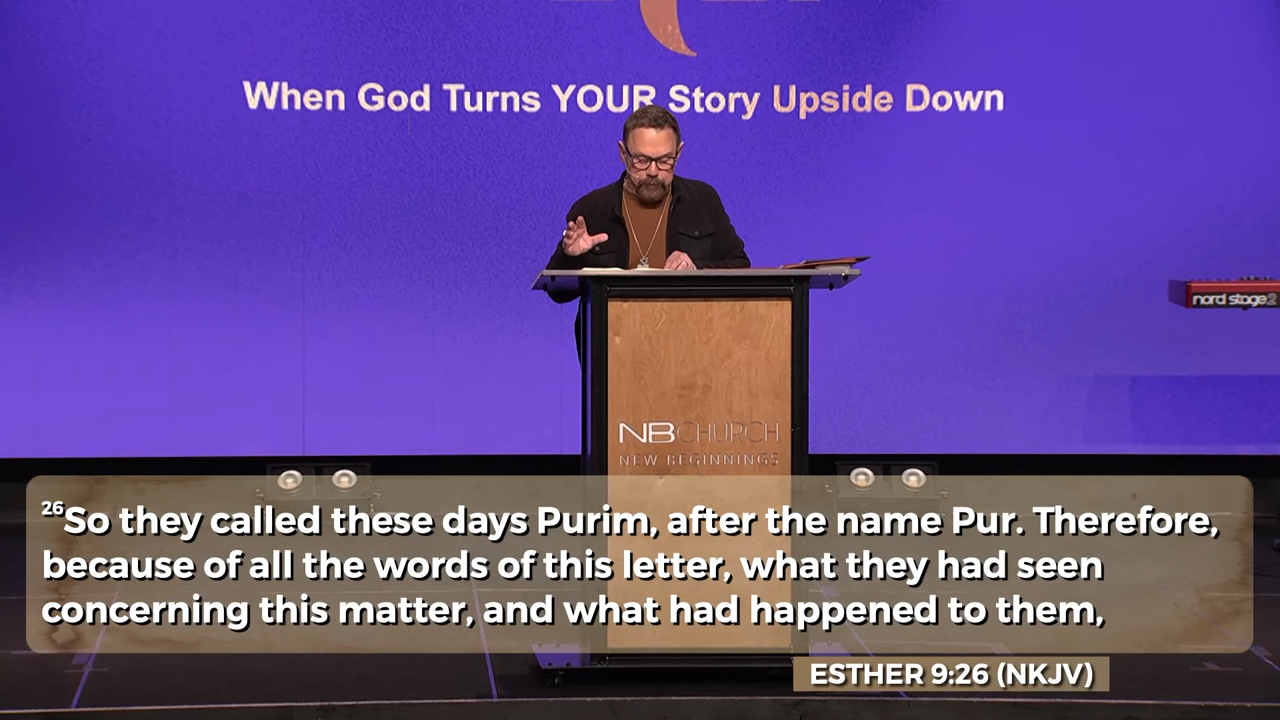 When God Turns YOUR Story Upside Down
nord stage2
NBCHURCH
NEW BEGINNINGS
26So they called these days Purim, after the name Pur. Therefore,
because of all the words of this letter, what they had seen
concerning this matter, and what had happened to them,
ESTHER 9:26 (NKJV)